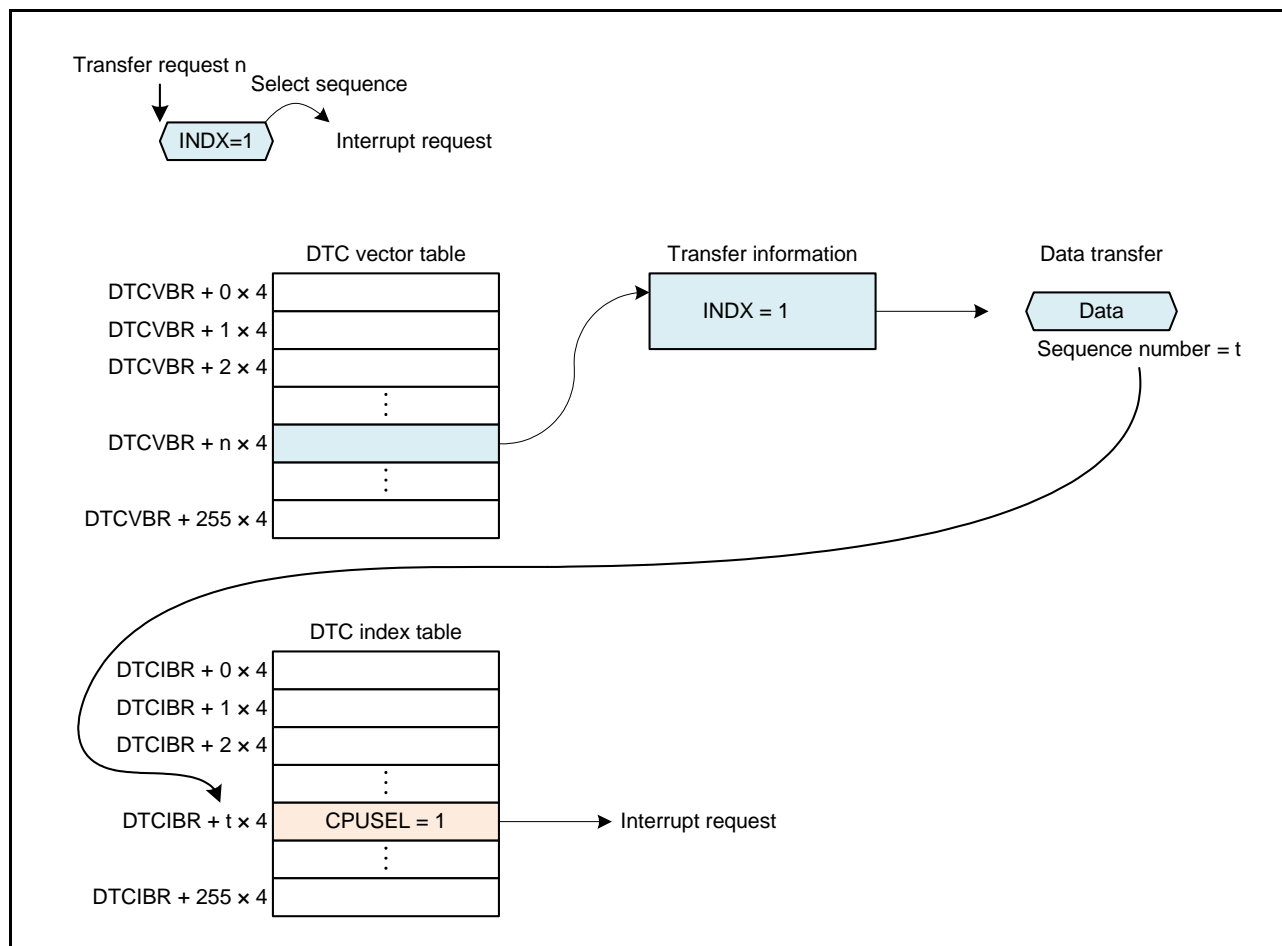 Transfer request n
Select sequence
INDX=1
Interrupt request
DTC vector table
Transfer information
Data transfer
DTCVBR + 0 × 4
INDX = 1
Data
DTCVBR + 1 × 4
Sequence number = t
DTCVBR + 2 × 4
⋮
DTCVBR + n × 4
⋮
DTCVBR + 255 × 4
DTC index table
DTCIBR + 0 × 4
DTCIBR + 1 × 4
DTCIBR + 2 × 4
⋮
DTCIBR + t × 4
CPUSEL = 1
Interrupt request
⋮
DTCIBR + 255 × 4